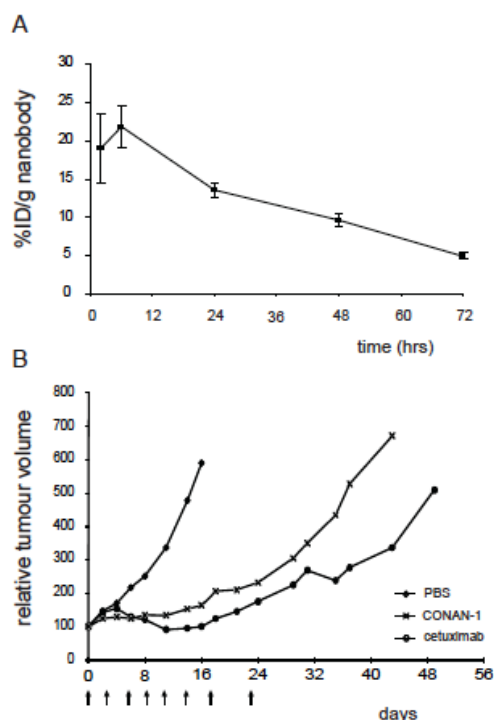 A
%ID/g nanobody
30
25
20
15
10
5
0
0 12 24 36 48 60 72
time (hrs)
B
relative tumour volume
800
700
600
500
400
300
200
100
0
PBS
CONAN-1
cetuximab
0 8 16 24 32 40 48 56
days